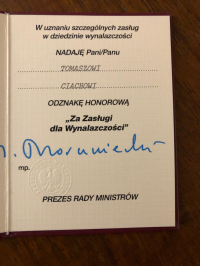 W uznaniu szczególnych zasług
w dziedzinie wynalazczości
NADAJĘ Pani/Panu
TOMASZOWI
CIACHOWI
ODZNAKĘ HONOROWĄ
„Za Zasługi
dla Wynalazczości”
mp.
PREZES RADY MINISTRÓW